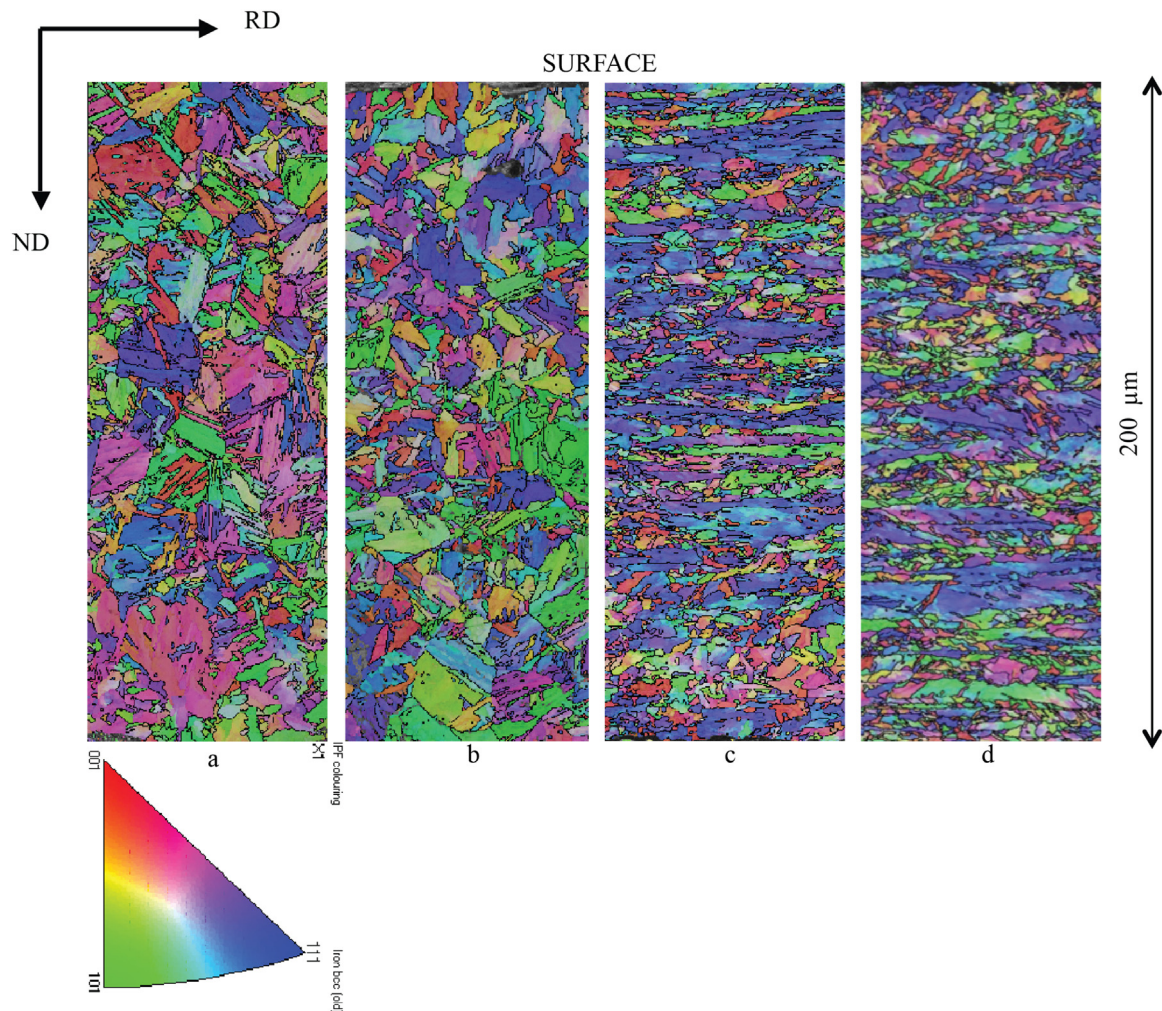 RD
SURFACE
ND
200 μm
a
b
c
d
001
X1
IPF colouring
111
Iron bcc (old)
101